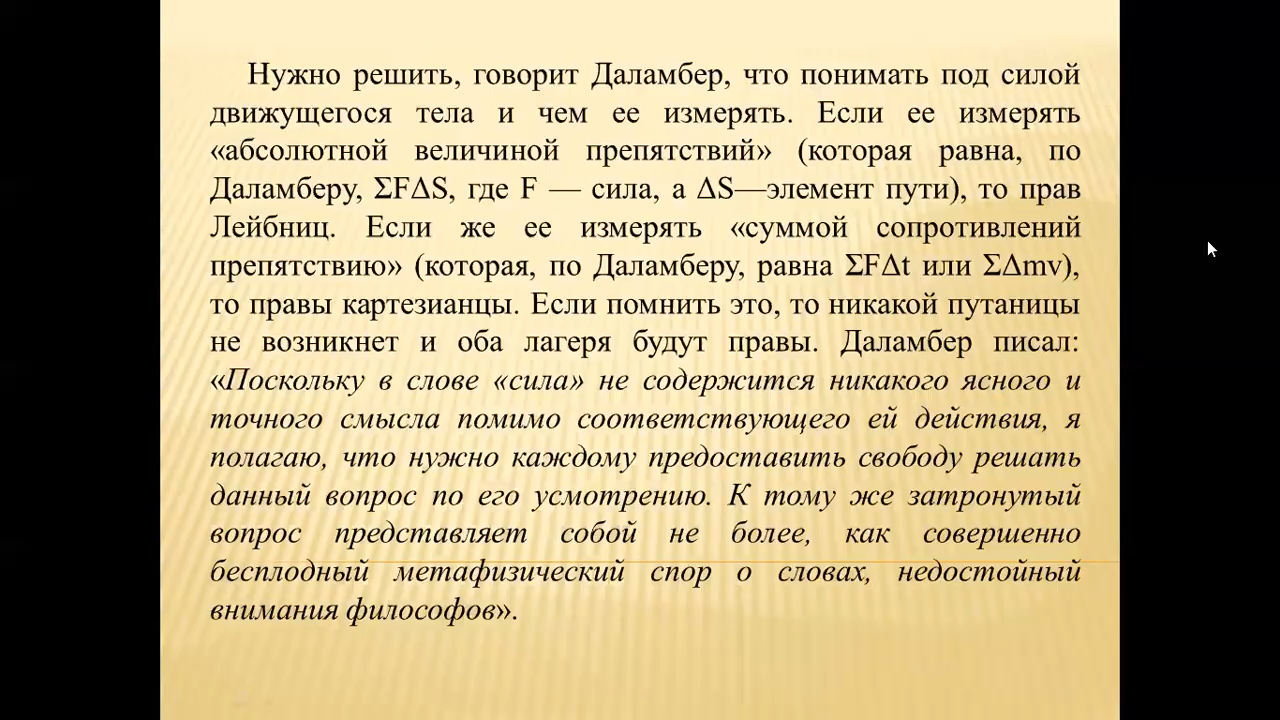 Нужно решить, говорит Даламбер, что понимать под силой
движущегося тела и чем ее измерять. Если ее измерять
«абсолютной величиной препятствий» (которая равна, по
Даламберу, ΣFΔS, где F — сила, а ΔS—элемент пути), то прав
Лейбниц. Если же ее измерять «суммой сопротивлений
препятствию» (которая, по Даламберу, равна ΣFΔt или ΣΔmv),
то правы картезианцы. Если помнить это, то никакой путаницы
не возникнет и оба лагеря будут правы. Даламбер писал:
«Поскольку в слове «сила» не содержится никакого ясного и
точного смысла помимо соответствующего ей действия, я
полагаю, что нужно каждому предоставить свободу решать
данный вопрос по его усмотрению. К тому же затронутый
вопрос представляет собой не более, как совершенно
бесплодный метафизический спор о словах, недостойный
внимания философов».